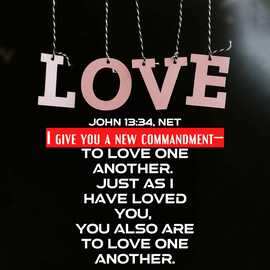 LOVE
JOHN 13:34, NET
I GIVE YOU A NEW COMMANDMENT–
TO LOVE ONE
ANOTHER.
JUST AS I
HAVE LOVED
YOU,
YOU ALSO ARE
TO LOVE ONE
ANOTHER.